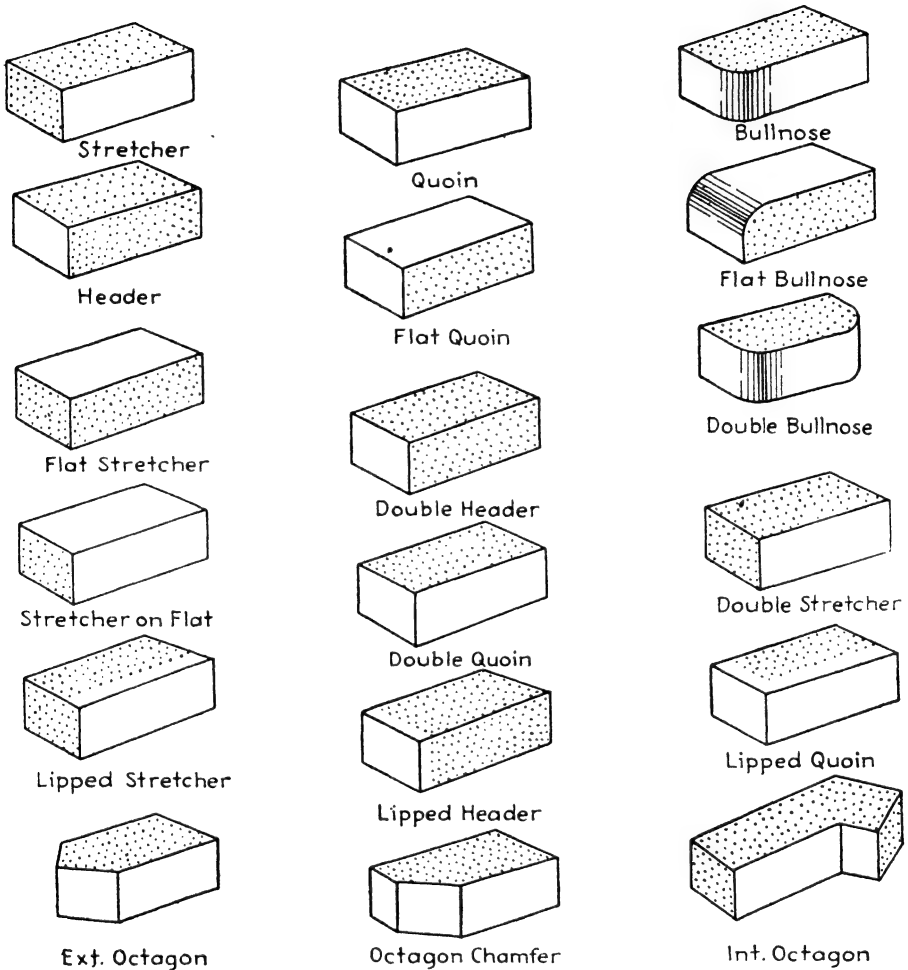 Stretcher
Quoin
Bullnose
Header
Flat Quoin
Flat Bullnose
Flat Stretcher
Double Header
Double Bullnose
Stretcher on Flat
Double Quoin
Double Stretcher
Lipped Stretcher
Lipped Header
Lipped Quoin
Ext. Octagon
Octagon Chamfer
Int. Octagon